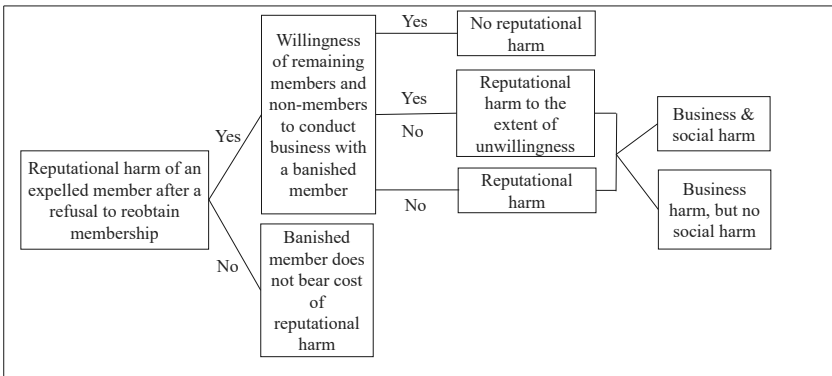 Reputational harm of an
expelled member after a
refusal to reobtain
membership
Yes
No
Willingness
of remaining
members and
non-members
to conduct
business with
a banished
member
Banished
member does
not bear cost
of
reputational
harm
Yes
Yes
No
No
No reputational
harm
Reputational
harm to the
extent of
unwillingness
Reputational
harm
Business &
social harm
Business
harm, but no
social harm